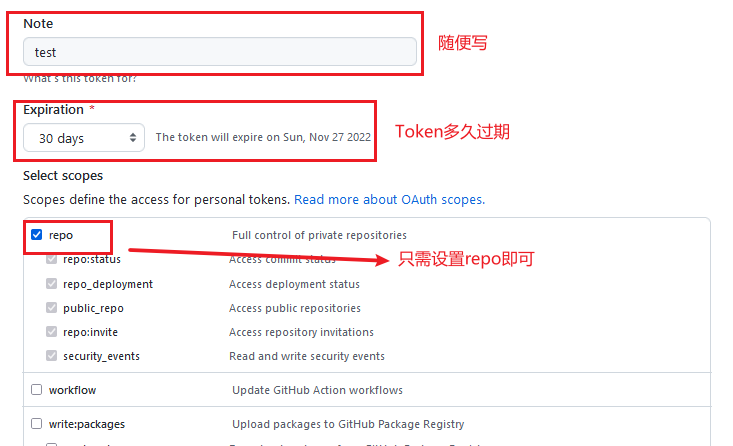 Note
test
随便写
What's this token for?
Expiration *
30 days
The token will expire on Sun, Nov 27 2022
Token多久过期
Select scopes
Scopes define the access for personal tokens. Read more about OAuth scopes.
repo
Full control of private repositories
只需设置repo即可
repo:status
Access commit status
repo_deployment
Access deployment status
public_repo
Access public repositories
repo:invite
Access repository invitations
security_events
Read and write security events
workflow
Update GitHub Action workflows
write:packages
Upload packages to GitHub Package Registry